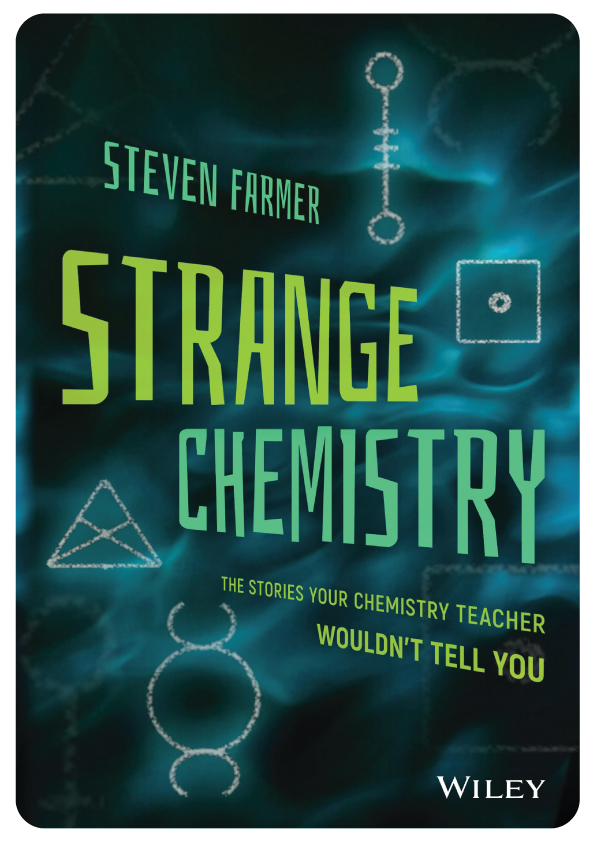 STEVEN FARMER
STRANGE
CHEMISTRY
THE STORIES YOUR CHEMISTRY TEACHER
WOULDN'T TELL YOU
WILEY